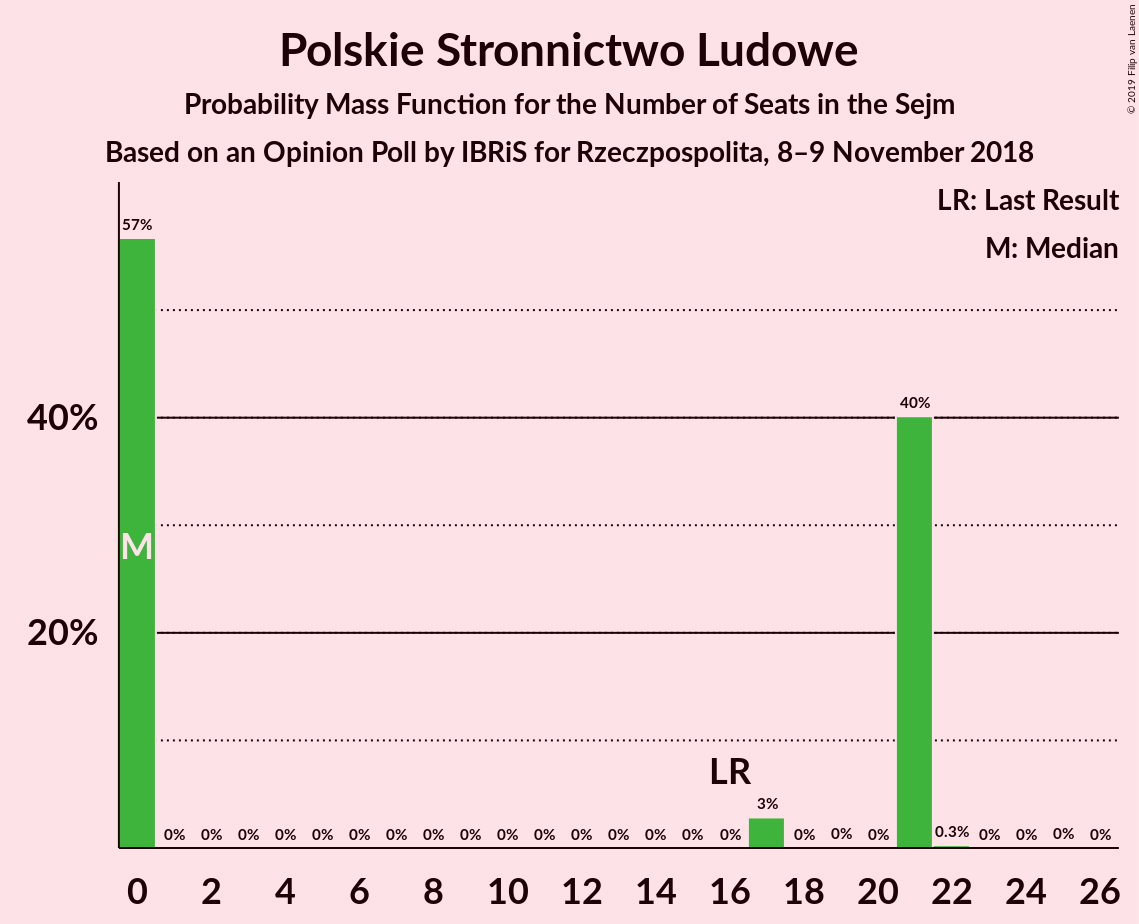 Polskie Stronnictwo Ludowe
Probability Mass Function for the Number of Seats in the Sejm
Based on an Opinion Poll by IBRiS for Rzeczpospolita, 8–9 November 2018
© 2019 Filip van Laenen
LR: Last Result
M: Median
57%
40%
40%
M
20%
LR
3%
0% 0% 0% 0% 0% 0% 0% 0% 0% 0% 0% 0% 0% 0% 0% 0% 0% 0% 0% 0.3% 0% 0% 0% 0%
0 2 4 6 8 10 12 14 16 18 20 22 24 26